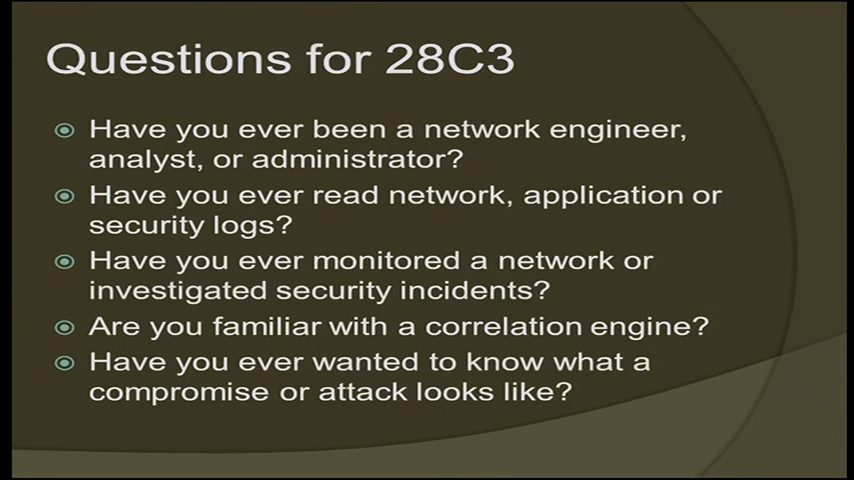 Questions for 28C3
Have you ever been a network engineer,
analyst, or administrator?
Have you ever read network, application or
security logs?
Have you ever monitored a network or
investigated security incidents?
Are you familiar with a correlation engine?
Have you ever wanted to know what a
compromise or attack looks like?